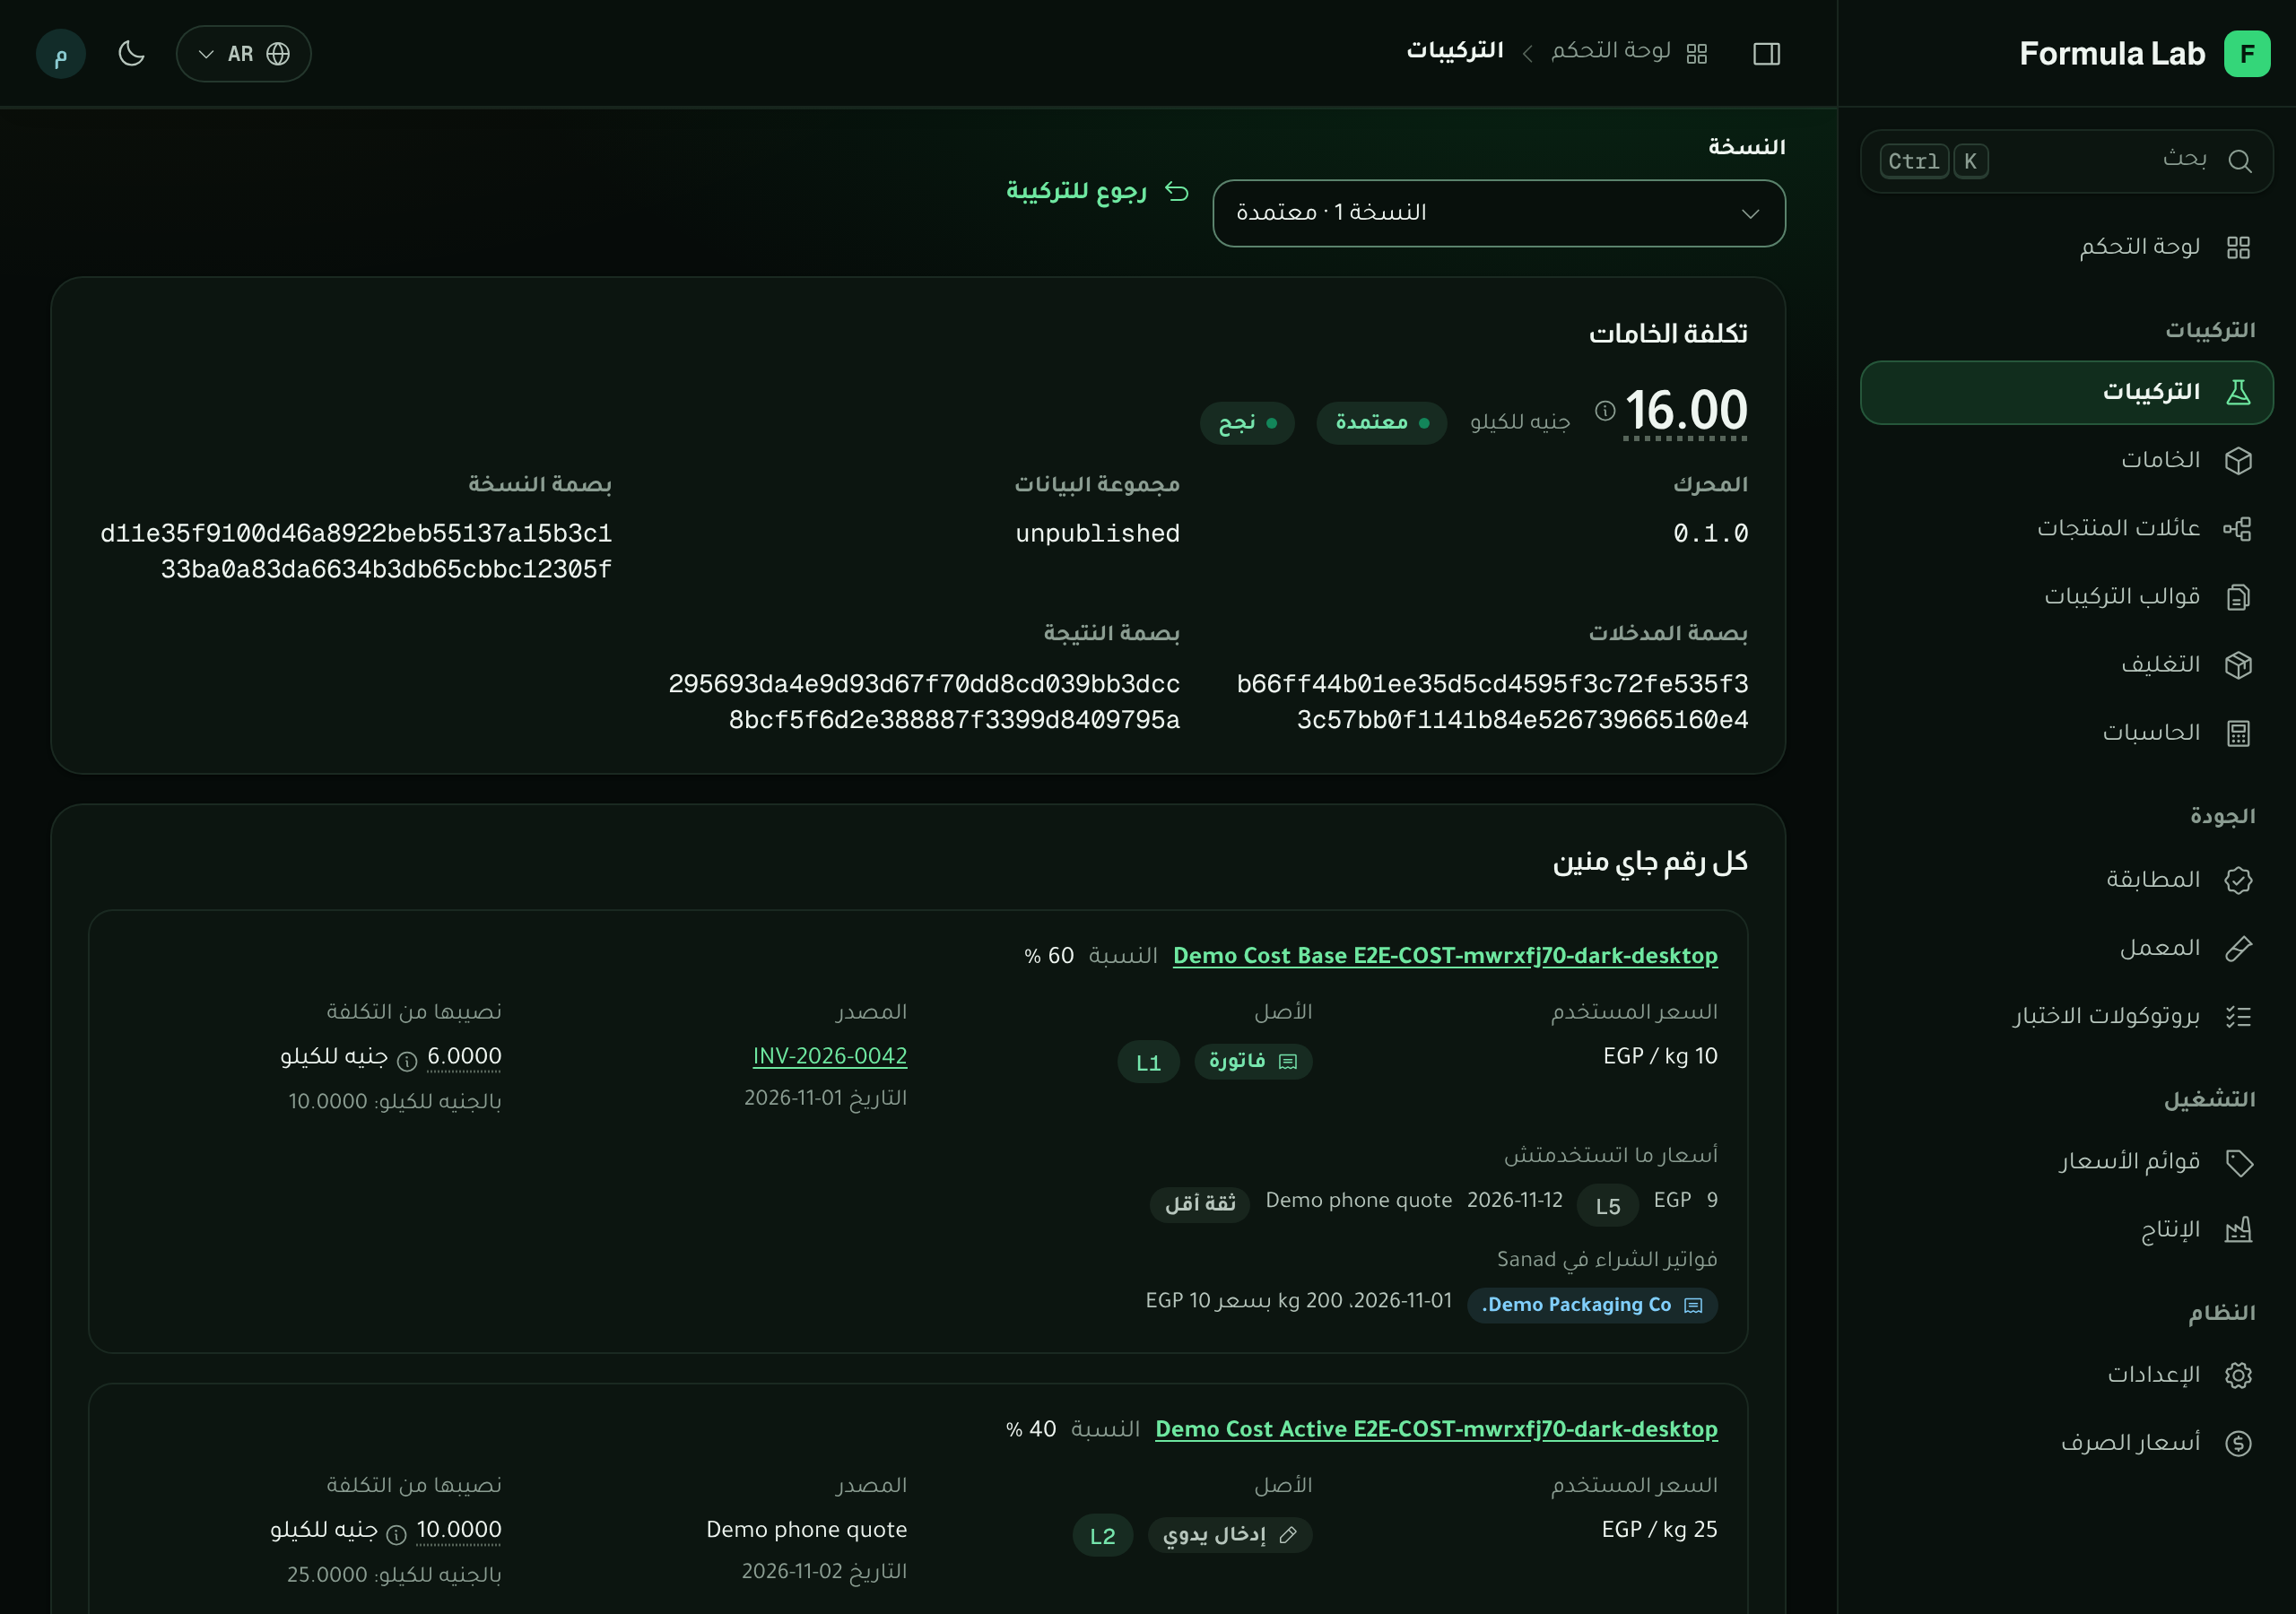 F Formula Lab
بحث Ctrl K
لوحة التحكم
التركيبات
التركيبات
الخامات
عائلات المنتجات
قوالب التركيبات
التغليف
الحاسبات
الجودة
المطابقة
المعمل
بروتوكولات الاختبار
التشغيل
قوائم الأسعار
الإنتاج
النظام
الإعدادات
أسعار الصرف
لوحة التحكم التركيبات
AR
م
النسخة
النسخة 1 · معتمدة
رجوع للتركيبة
تكلفة الخامات
16.00 جنيه للكيلو معتمدة نجح
المحرك مجموعة البيانات بصمة النسخة
0.1.0 unpublished d11e35f9100d46a8922beb55137a15b3c1
33ba0a83da6634b3db65cbbc12305f
بصمة المدخلات بصمة النتيجة
b66ff44b01ee35d5cd4595f3c72fe535f3 295693da4e9d93d67f70dd8cd039bb3dcc
3c57bb0f1141b84e526739665160e4 8bcf5f6d2e388887f3399d8409795a
كل رقم جاي منين
Demo Cost Base E2E-COST-mwrxfj70-dark-desktop النسبة 60 %
السعر المستخدم الأصل المصدر نصيبها من التكلفة
EGP / kg 10 فاتورة L1 INV-2026-0042 6.0000 جنيه للكيلو
التاريخ 2026-11-01 بالجنيه للكيلو: 10.0000
أسعار ما اتستخدمتش
9 EGP L5 2026-11-12 Demo phone quote ثقة أقل
فواتير الشراء في Sanad
Demo Packaging Co. 2026-11-01، 200 kg بسعر 10 EGP
Demo Cost Active E2E-COST-mwrxfj70-dark-desktop النسبة 40 %
السعر المستخدم الأصل المصدر نصيبها من التكلفة
EGP / kg 25 إدخال يدوي L2 Demo phone quote 10.0000 جنيه للكيلو
التاريخ 2026-11-02 بالجنيه للكيلو: 25.0000